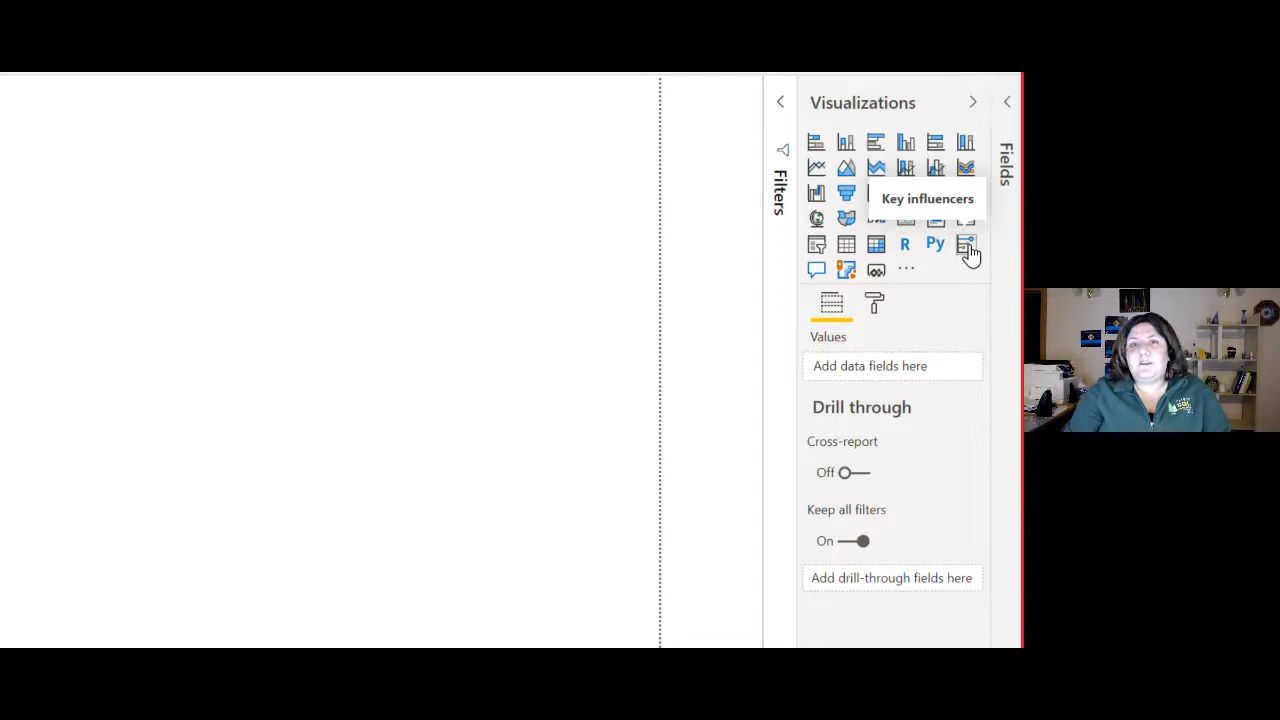 Visualizations
Fields
Filters
Key influencers
R
Py
Values
Add data fields here
Drill through
Cross-report
Off
Keep all filters
On
Add drill-through fields here